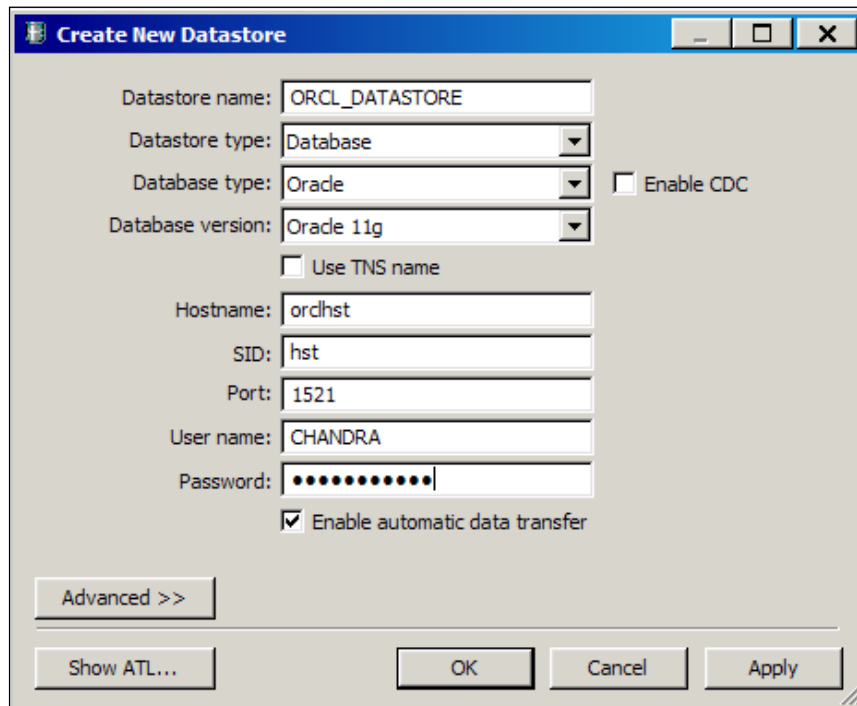 Create New Datastore
Datastore name: ORCL_DATASTORE
Datastore type: Database
Database type: Oracle Enable CDC
Database version: Oracle 11g
Use TNS name
Hostname: orclhst
SID: hst
Port: 1521
User name: CHANDRA
Password: ●●●●●●●●●●●
Enable automatic data transfer
Advanced >>
Show ATL... OK Cancel Apply